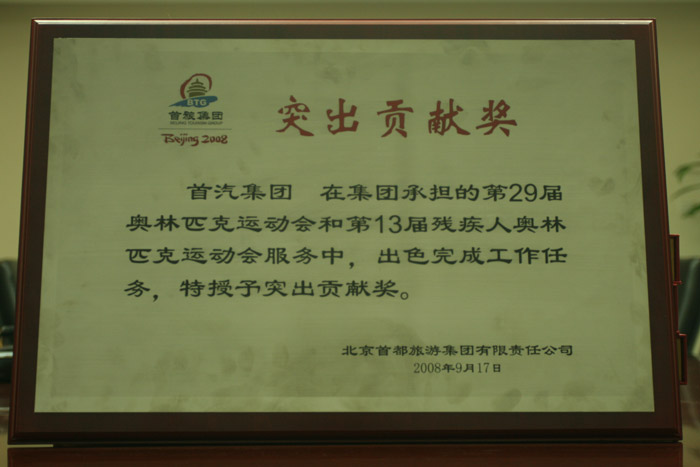 BTG
首旅集团
BEIJING TOURISM GROUP
Beijing 2008
突出贡献奖
首汽集团 在集团承担的第29届
奥林匹克运动会和第13届残疾人奥林
匹克运动会服务中，出色完成工作任
务，特授予突出贡献奖。
北京首都旅游集团有限责任公司
2008年9月17日